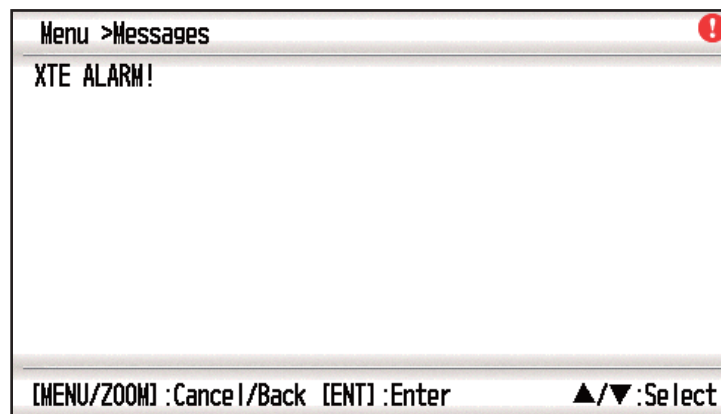 Menu >Messages
XTE ALARM!
[MENU/ZOOM]:Cancel/Back [ENT]:Enter ▲/▼:Select